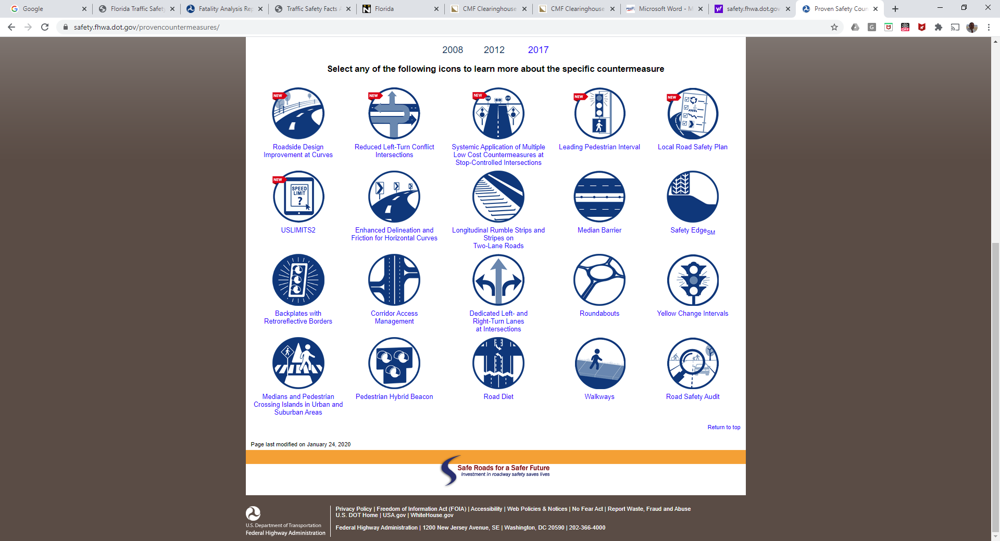 Google
Florida Traffic Safety
Fatality Analysis Rep
Traffic Safety Facts A
Florida
CMF Clearinghouse
CMF Clearinghouse
Microsoft Word - M
safety.fhwa.dot.gov
Proven Safety Coun
safety.fhwa.dot.gov/provencountermeasures/
2008 2012 2017
Select any of the following icons to learn more about the specific countermeasure
NEW
NEW
NEW
NEW
NEW
Roadside Design
Improvement at Curves
Reduced Left-Turn Conflict
Intersections
STOP
STOP
Systemic Application of Multiple
Low Cost Countermeasures at
Stop-Controlled Intersections
Leading Pedestrian Interval
Local Road Safety Plan
NEW
SPEED
LIMIT
?
USLIMITS2
Enhanced Delineation and
Friction for Horizontal Curves
Longitudinal Rumble Strips and
Stripes on
Two-Lane Roads
Median Barrier
Safety EdgeSM
Backplates with
Retroreflective Borders
Corridor Access
Management
Dedicated Left- and
Right-Turn Lanes
at Intersections
Roundabouts
Yellow Change Intervals
Medians and Pedestrian
Crossing Islands in Urban and
Suburban Areas
Pedestrian Hybrid Beacon
Road Diet
Walkways
Road Safety Audit
Return to top
Page last modified on January 24, 2020
Safe Roads for a Safer Future
Investment in roadway safety saves lives
U.S. Department of Transportation
Federal Highway Administration
Privacy Policy | Freedom of Information Act (FOIA) | Accessibility | Web Policies & Notices | No Fear Act | Report Waste, Fraud and Abuse
U.S. DOT Home | USA.gov | WhiteHouse.gov
Federal Highway Administration | 1200 New Jersey Avenue, SE | Washington, DC 20590 | 202-366-4000